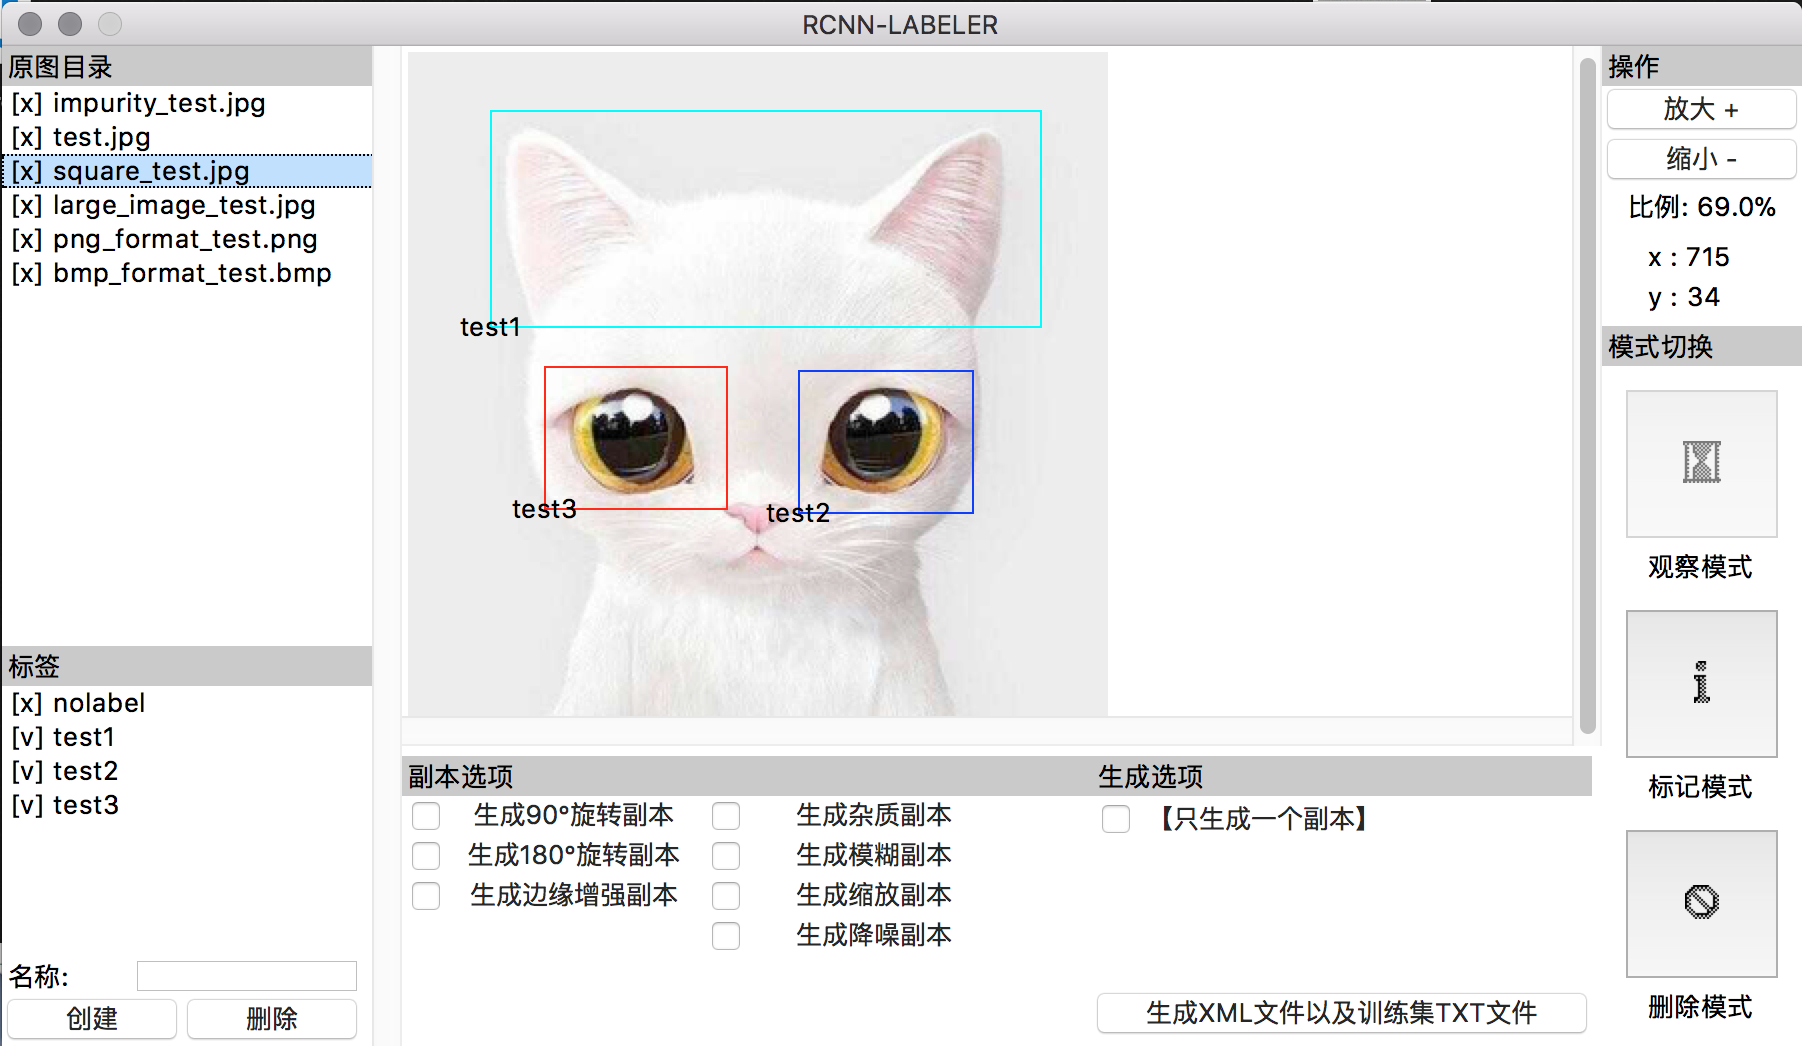 RCNN-LABELER
原图目录
[x] impurity_test.jpg
[x] test.jpg
[x] square_test.jpg
[x] large_image_test.jpg
[x] png_format_test.png
[x] bmp_format_test.bmp
标签
[x] nolabel
[v] test1
[v] test2
[v] test3
名称:
创建 删除
test1
test3
test2
副本选项
生成90°旋转副本
生成180°旋转副本
生成边缘增强副本
生成杂质副本
生成模糊副本
生成缩放副本
生成降噪副本
生成选项
【只生成一个副本】
生成XML文件以及训练集TXT文件
操作
放大 +
缩小 -
比例: 69.0%
x : 715
y : 34
模式切换
观察模式
标记模式
删除模式